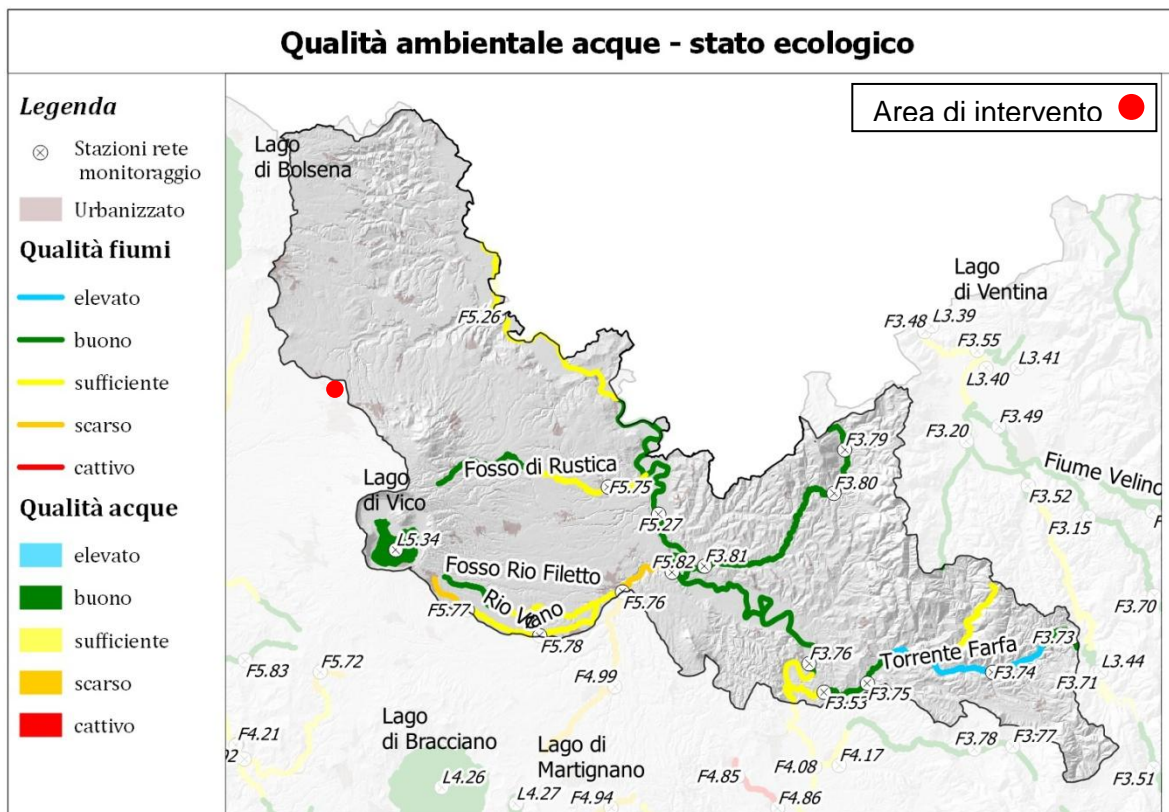 Qualità ambientale acque - stato ecologico
Legenda
Stazioni rete
monitoraggio
Urbanizzato
Qualità fiumi
elevato
buono
sufficiente
scarso
cattivo
Qualità acque
elevato
buono
sufficiente
scarso
cattivo
Area di intervento
Lago
di Bolsena
Lago
di Ventina
F5.26
F3.48
L3.39
F3.55
L3.41
L3.40
F3.49
F3.20
F3.79
Fiume Velino
Fosso di Rustica
F5.75
F3.80
F3.52
F3.15
Lago
di Vico
F5.27
L5.34
F5.82
F3.81
Fosso Rio Filetto
F5.76
F5.77
Rio Vano
F5.78
F3.70
F3.73
F3.76
Torrente Farfa
F3.74
L3.44
F3.71
F5.83
F5.72
F4.99
F3.53
F3.75
Lago
di Bracciano
Lago di
Martignano
F4.21
F3.78
F3.77
F4.17
F4.08
F3.51
L4.26
F4.85
L4.27
F4.94
F4.86